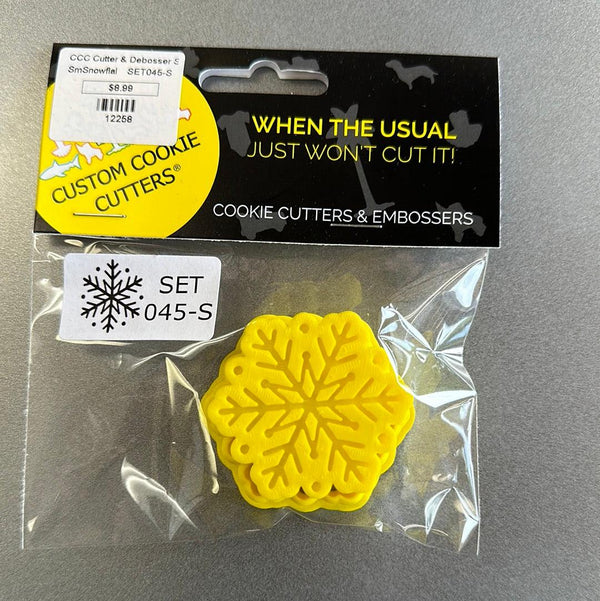 CCC Cutter & Debosser S
SmSnowflal SET045-S
$8.99
12258
CUSTOM COOKIE
CUTTERS®
WHEN THE USUAL
JUST WON'T CUT IT!
COOKIE CUTTERS & EMBOSSERS
SET
045-S